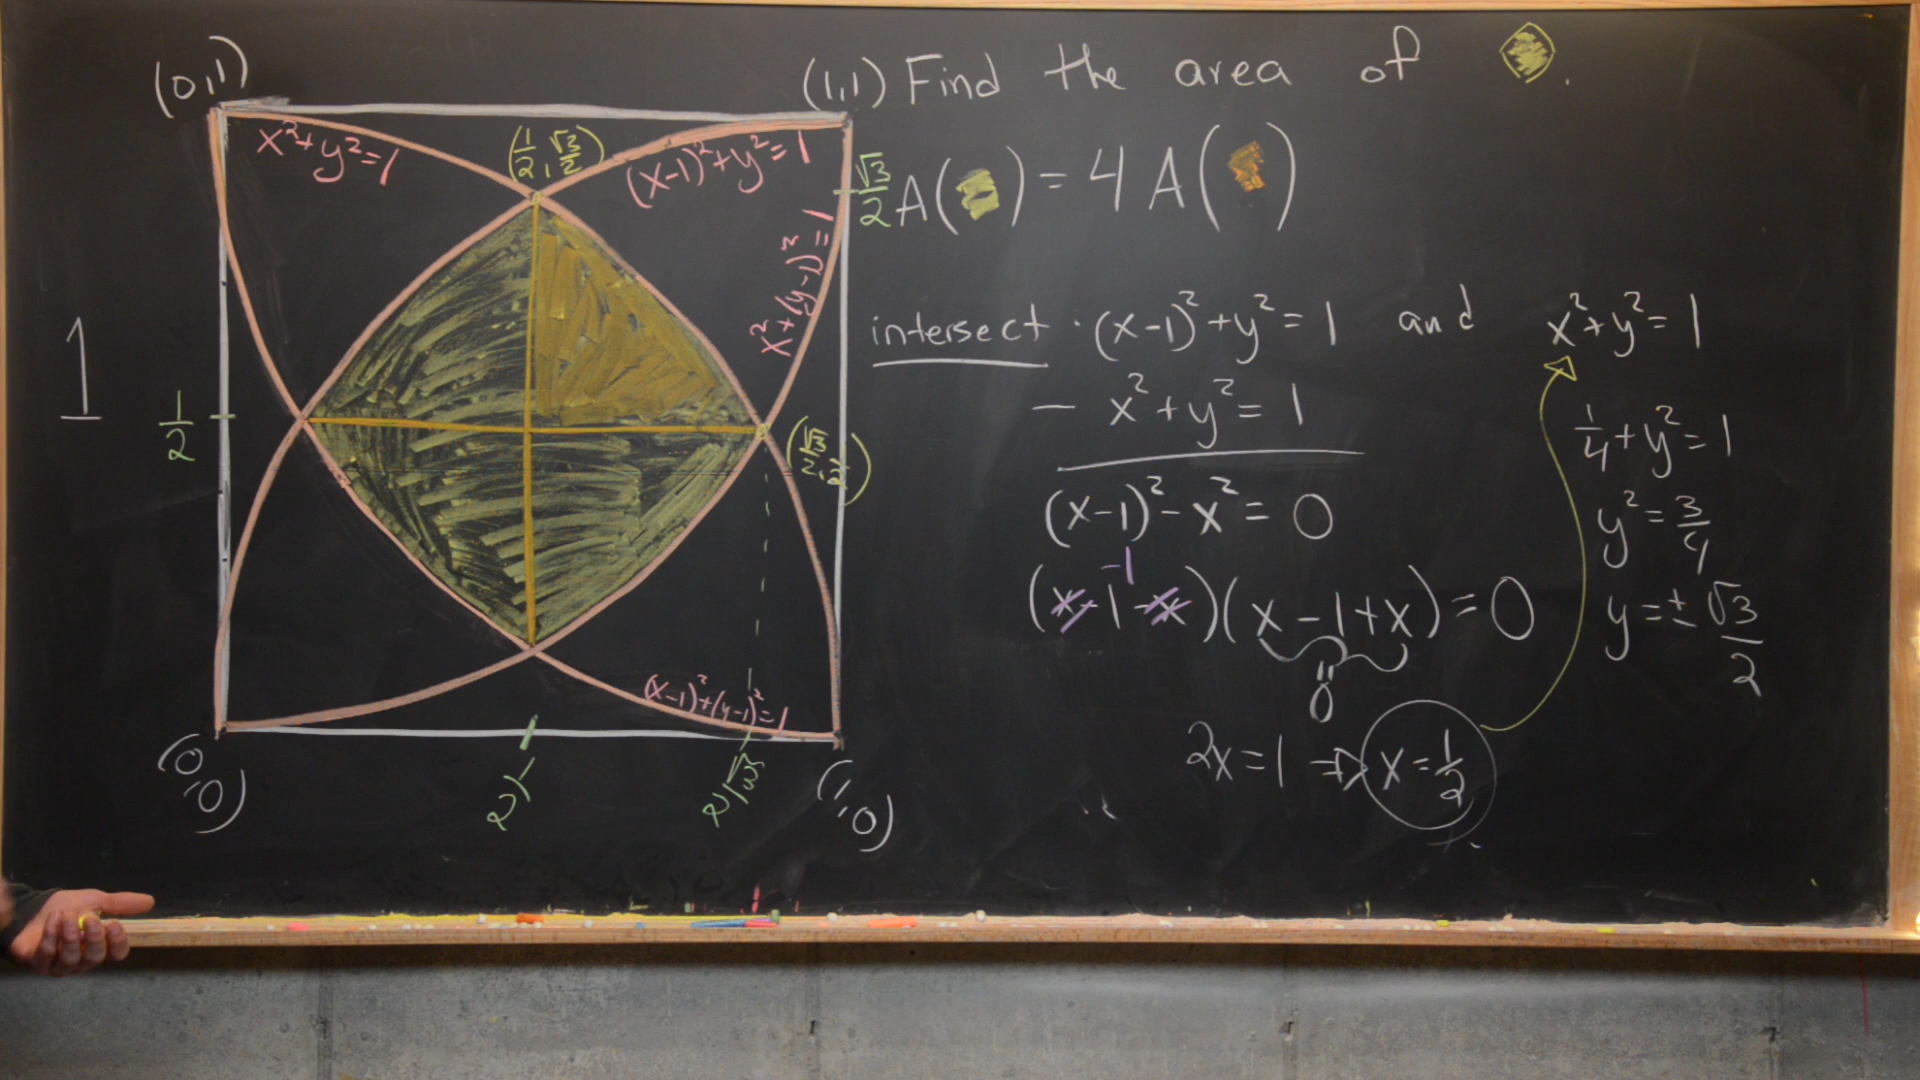 (0,1)
(1,1) Find the area of
x²+y²=1
(1/2, √3/2)
(x-1)²+y²=1
√3/2
A( ) = 4 A( )
x²+(y-1)²=1
1
1/2
(√3/2, 1/2)
intersect: (x-1)²+y²=1 and x²+y²=1
- x²+y²=1
1/4+y²=1
(x-1)²-x²=0
y²=3/4
-1
(x-1-x)(x-1+x)=0
y=±√3/2
0
(x-1)²+(y-1)²=1
2x=1 ⇒ x=1/2
(0,0)
1/2
√3/2
(1,0)